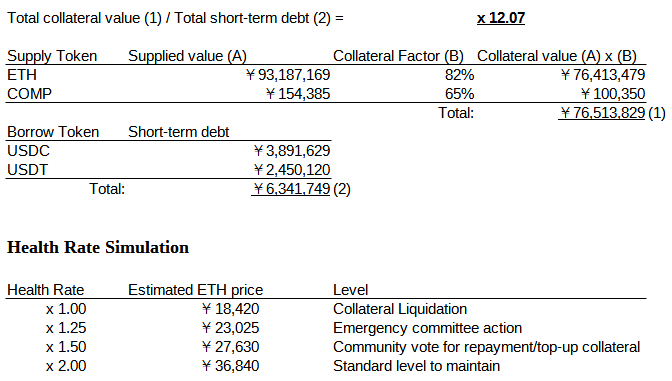 Total collateral value (1) / Total short-term debt (2) = x 12.07
Supply Token Supplied value (A) Collateral Factor (B) Collateral value (A) x (B)
ETH ¥93,187,169 82% ¥76,413,479
COMP ¥154,385 65% ¥100,350
Total: ¥76,513,829 (1)
Borrow Token Short-term debt
USDC ¥3,891,629
USDT ¥2,450,120
Total: ¥6,341,749 (2)
Health Rate Simulation
Health Rate Estimated ETH price Level
x 1.00 ¥18,420 Collateral Liquidation
x 1.25 ¥23,025 Emergency committee action
x 1.50 ¥27,630 Community vote for repayment/top-up collateral
x 2.00 ¥36,840 Standard level to maintain